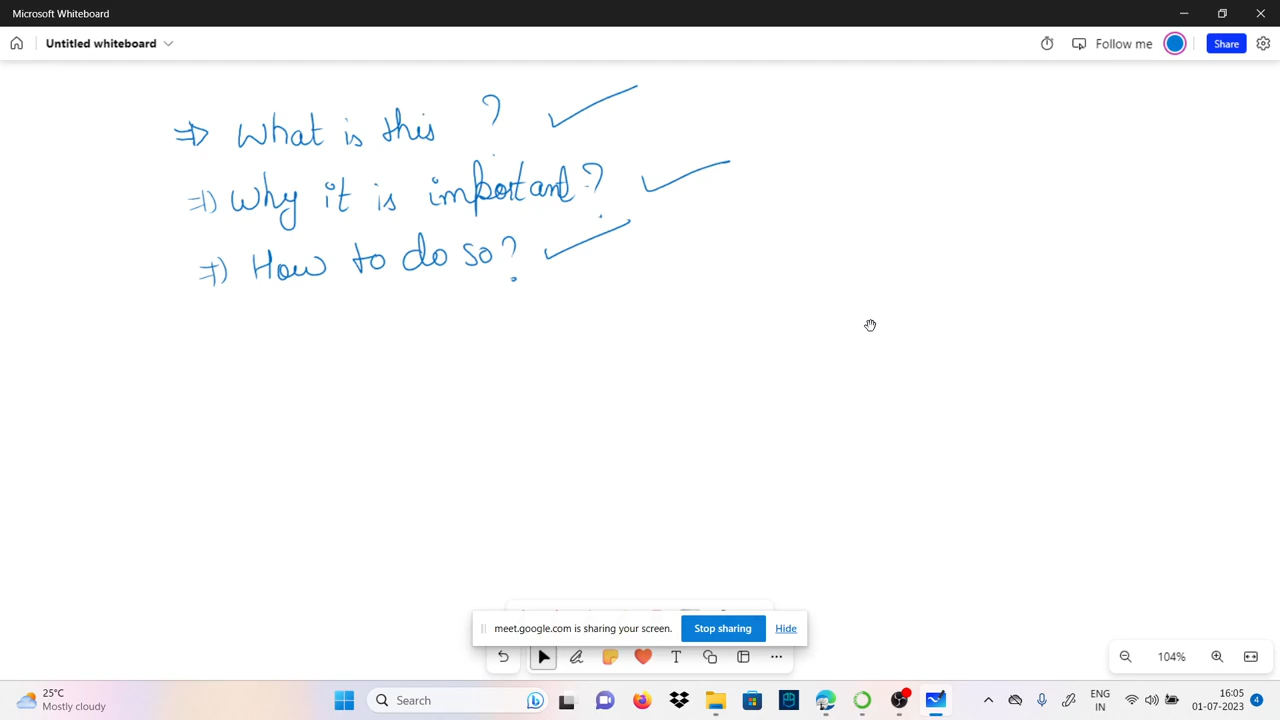 Microsoft Whiteboard
Untitled whiteboard
Follow me
Share
⇒ What is this ?
⇒ Why it is important?
⇒ How to do so?
meet.google.com is sharing your screen.
Stop sharing
Hide
104%
25°C
Mostly cloudy
Search
ENG
IN
16:05
01-07-2023
4